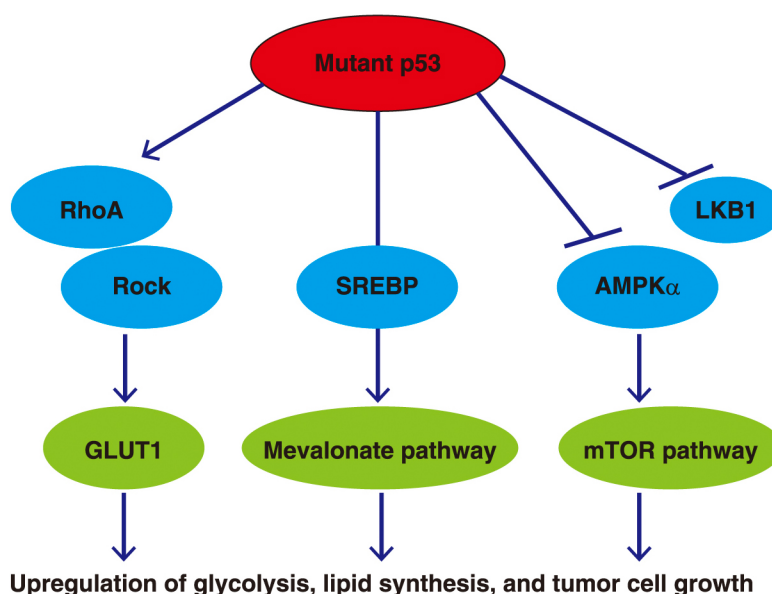 Mutant p53
RhoA
LKB1
Rock
SREBP
AMPKα
GLUT1
Mevalonate pathway
mTOR pathway
Upregulation of glycolysis, lipid synthesis, and tumor cell growth